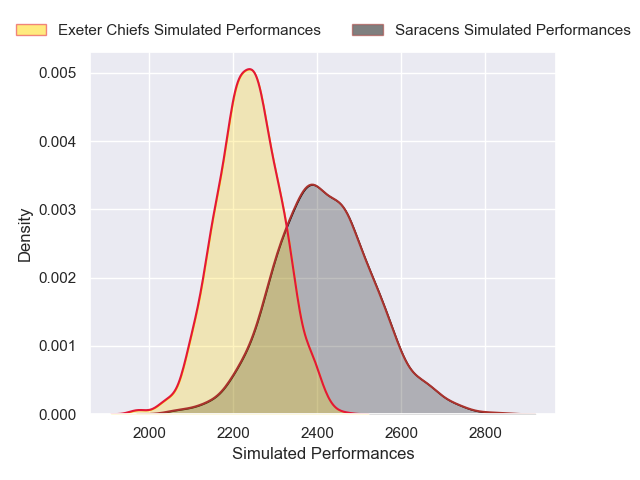 Exeter Chiefs Simulated Performances
Saracens Simulated Performances
0.005
0.004
0.003
0.002
0.001
0.000
Density
2000 2200 2400 2600 2800
Simulated Performances